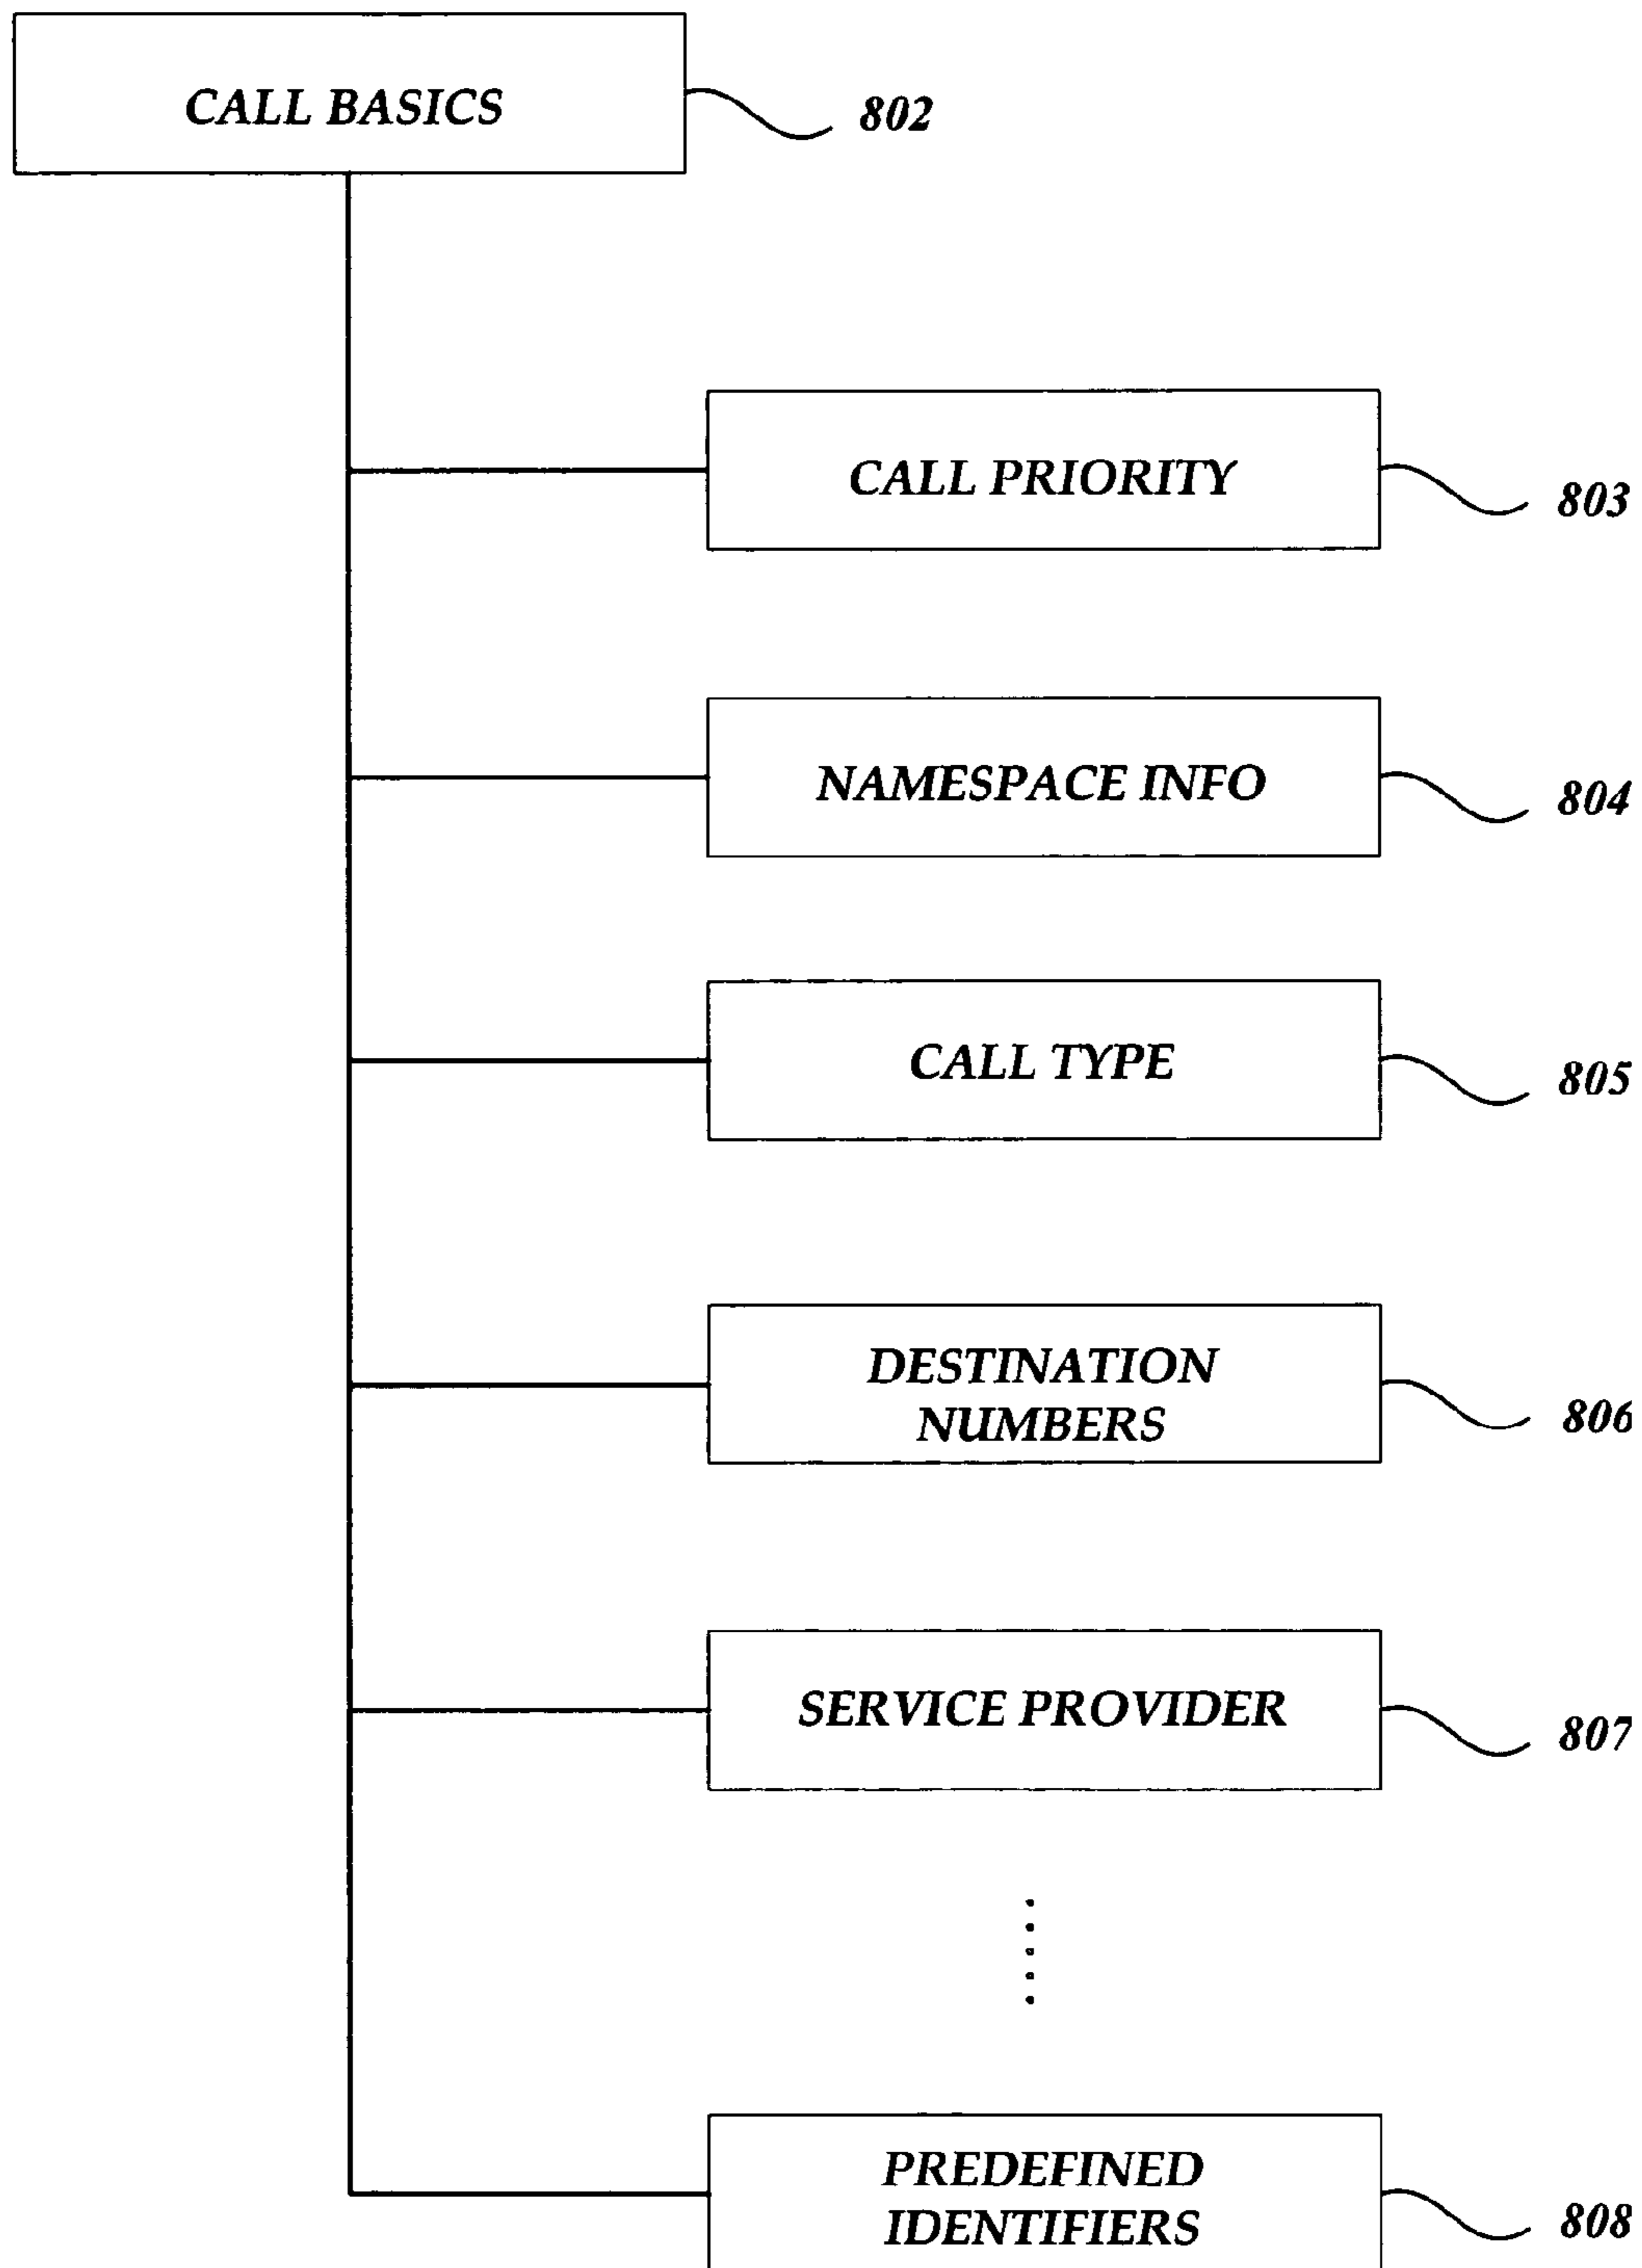 CALL BASICS
802
CALL PRIORITY
803
NAMESPACE INFO
804
CALL TYPE
805
DESTINATION
NUMBERS
806
SERVICE PROVIDER
807
PREDEFINED
IDENTIFIERS
808